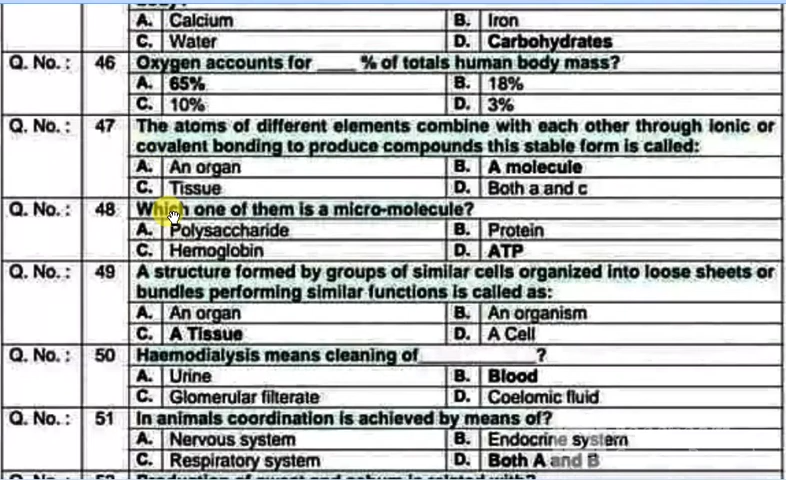 A. Calcium B. Iron
C. Water D. Carbohydrates
Q. No. : 46 Oxygen accounts for ____ % of totals human body mass?
A. 65% B. 18%
C. 10% D. 3%
Q. No. : 47 The atoms of different elements combine with each other through ionic or
covalent bonding to produce compounds this stable form is called:
A. An organ B. A molecule
C. Tissue D. Both a and c
Q. No. : 48 Which one of them is a micro-molecule?
A. Polysaccharide B. Protein
C. Hemoglobin D. ATP
Q. No. : 49 A structure formed by groups of similar cells organized into loose sheets or
bundles performing similar functions is called as:
A. An organ B. An organism
C. A Tissue D. A Cell
Q. No. : 50 Haemodialysis means cleaning of____________?
A. Urine B. Blood
C. Glomerular filterate D. Coelomic fluid
Q. No. : 51 In animals coordination is achieved by means of?
A. Nervous system B. Endocrine system
C. Respiratory system D. Both A and B